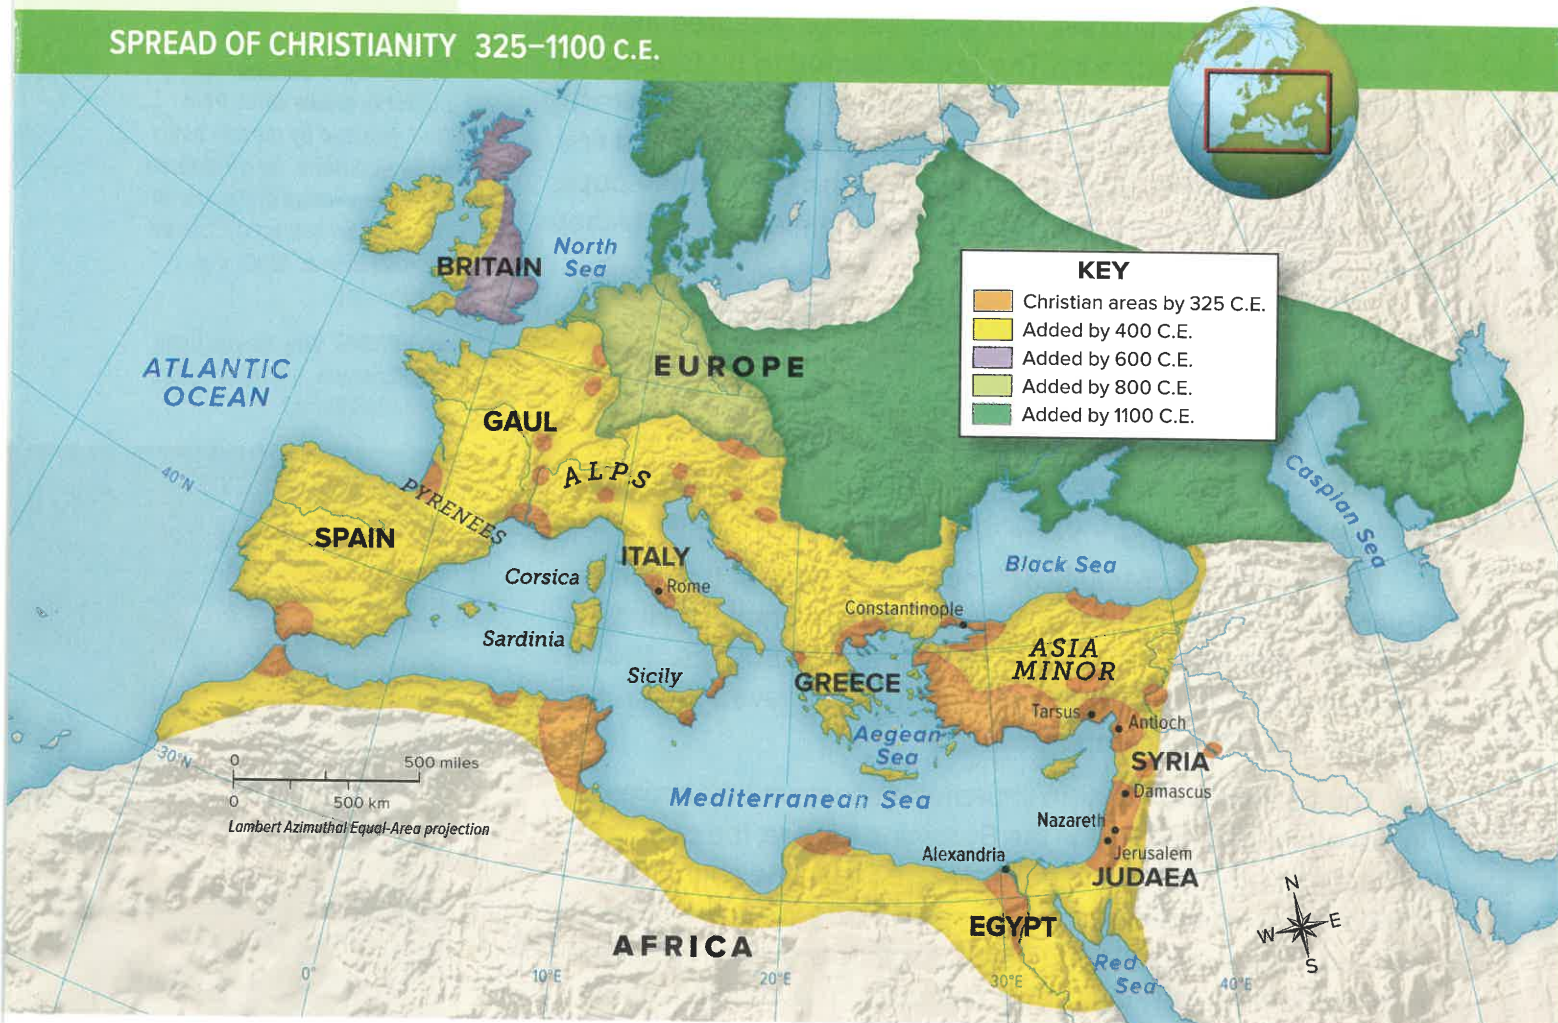 SPREAD OF CHRISTIANITY 325–1100 C.E.
North
Sea
BRITAIN
KEY
Christian areas by 325 C.E.
Added by 400 C.E.
Added by 600 C.E.
Added by 800 C.E.
Added by 1100 C.E.
ATLANTIC
OCEAN
EUROPE
GAUL
ALPS
40°N
PYRENEES
SPAIN
Caspian Sea
ITALY
Black Sea
Corsica
Rome
Constantinople
Sardinia
ASIA
MINOR
Sicily
GREECE
Tarsus
Antioch
Aegean
Sea
30°N
0
500 miles
SYRIA
0
500 km
Damascus
Mediterranean Sea
Lambert Azimuthal Equal-Area projection
Nazareth
Alexandria
Jerusalem
JUDAEA
N
W
E
S
EGYPT
AFRICA
Red
Sea
0°
10°E
20°E
30°E
40°E